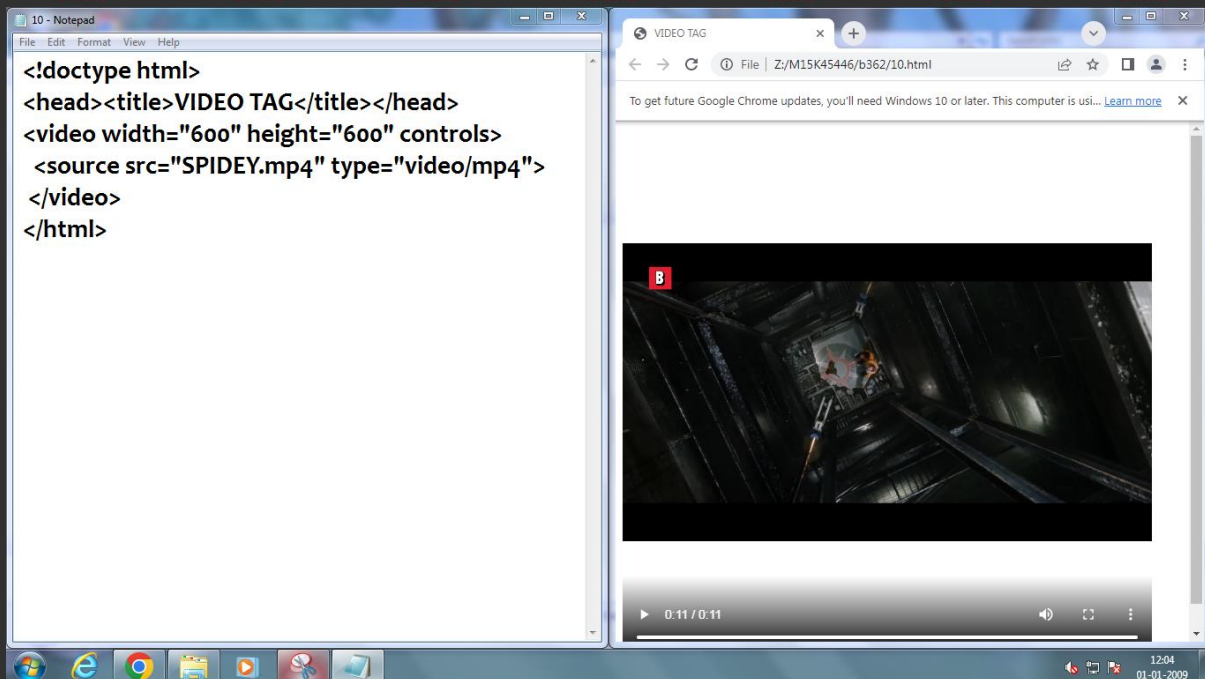 10 - Notepad
File Edit Format View Help
<!doctype html>
<head><title>VIDEO TAG</title></head>
<video width="600" height="600" controls>
<source src="SPIDEY.mp4" type="video/mp4">
</video>
</html>
VIDEO TAG
File Z:/M15K45446/b362/10.html
To get future Google Chrome updates, you'll need Windows 10 or later. This computer is usi... Learn more
B
0:11 / 0:11
12:04
01-01-2009